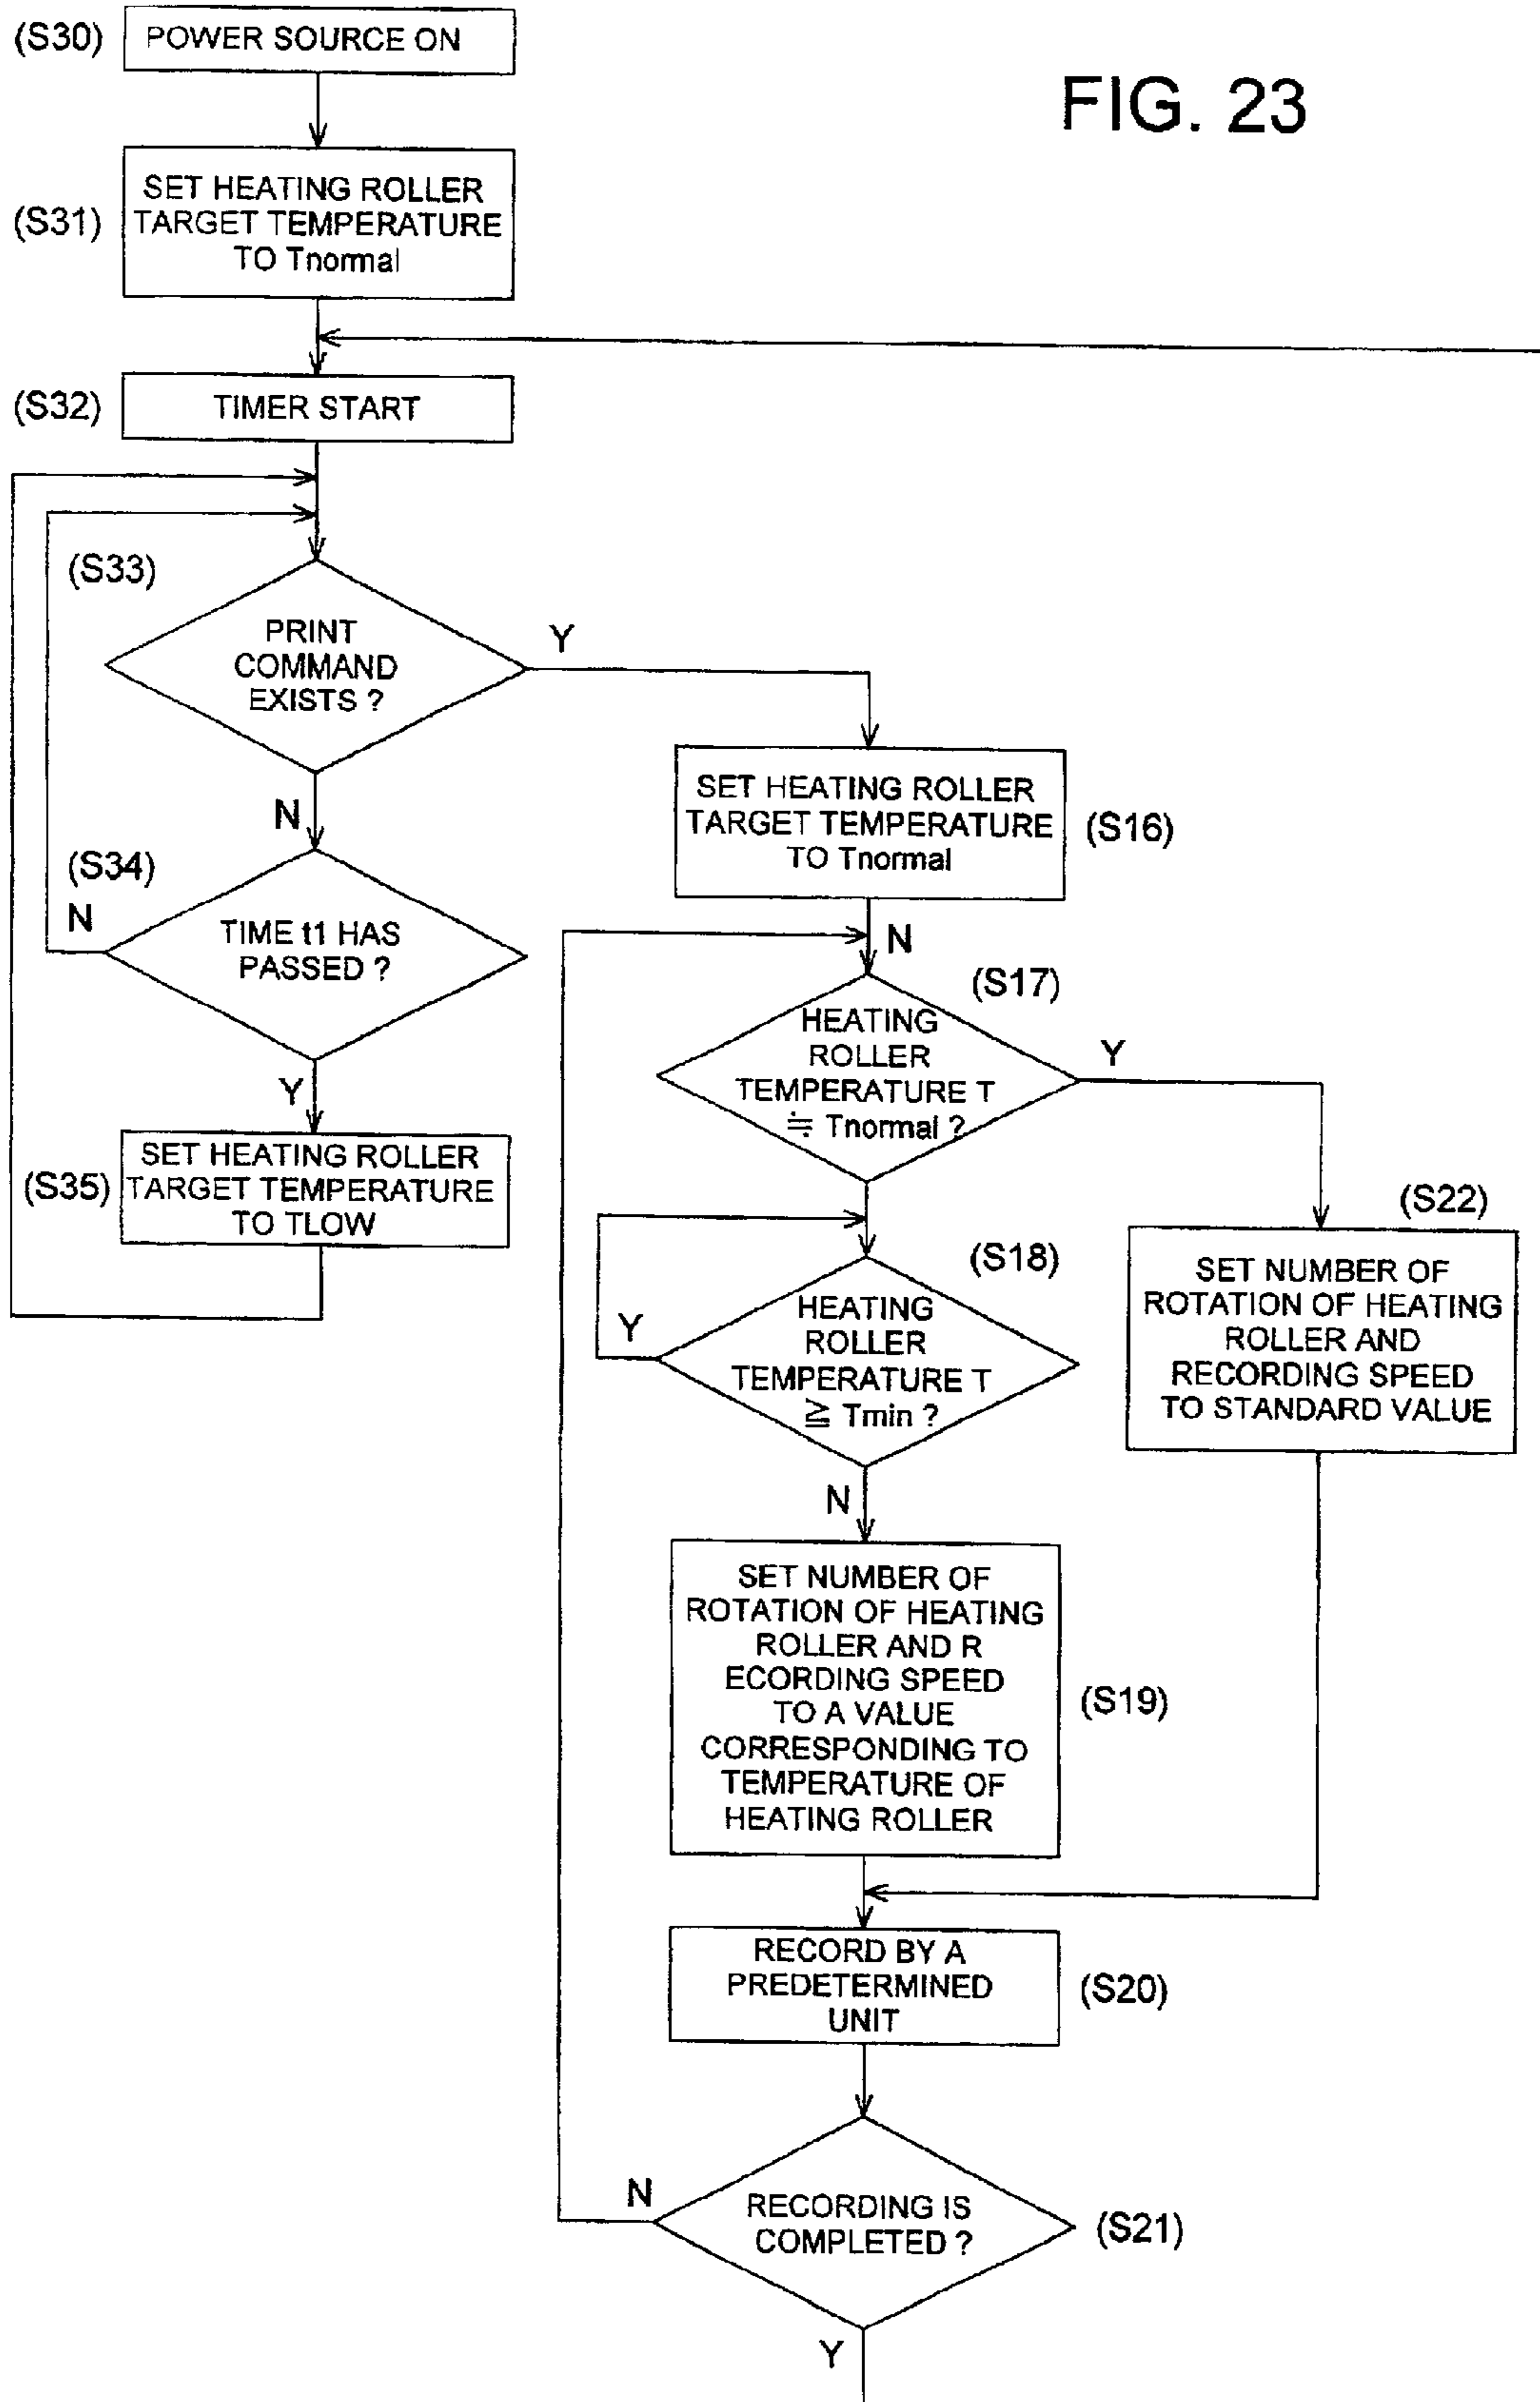 FIG. 23
(S30)
POWER SOURCE ON
(S31)
SET HEATING ROLLER
TARGET TEMPERATURE
TO Tnormal
(S32)
TIMER START
(S33)
PRINT
COMMAND
EXISTS ?
Y
N
(S34)
N
TIME t1 HAS
PASSED ?
Y
(S35)
SET HEATING ROLLER
TARGET TEMPERATURE
TO TLOW
SET HEATING ROLLER
TARGET TEMPERATURE
TO Tnormal
(S16)
N
(S17)
HEATING
ROLLER
TEMPERATURE T
≒ Tnormal ?
Y
(S18)
HEATING
ROLLER
TEMPERATURE T
≧ Tmin ?
Y
N
(S22)
SET NUMBER OF
ROTATION OF HEATING
ROLLER AND
RECORDING SPEED
TO STANDARD VALUE
SET NUMBER OF
ROTATION OF HEATING
ROLLER AND R
ECORDING SPEED
TO A VALUE
CORRESPONDING TO
TEMPERATURE OF
HEATING ROLLER
(S19)
RECORD BY A
PREDETERMINED
UNIT
(S20)
N
RECORDING IS
COMPLETED ?
(S21)
Y